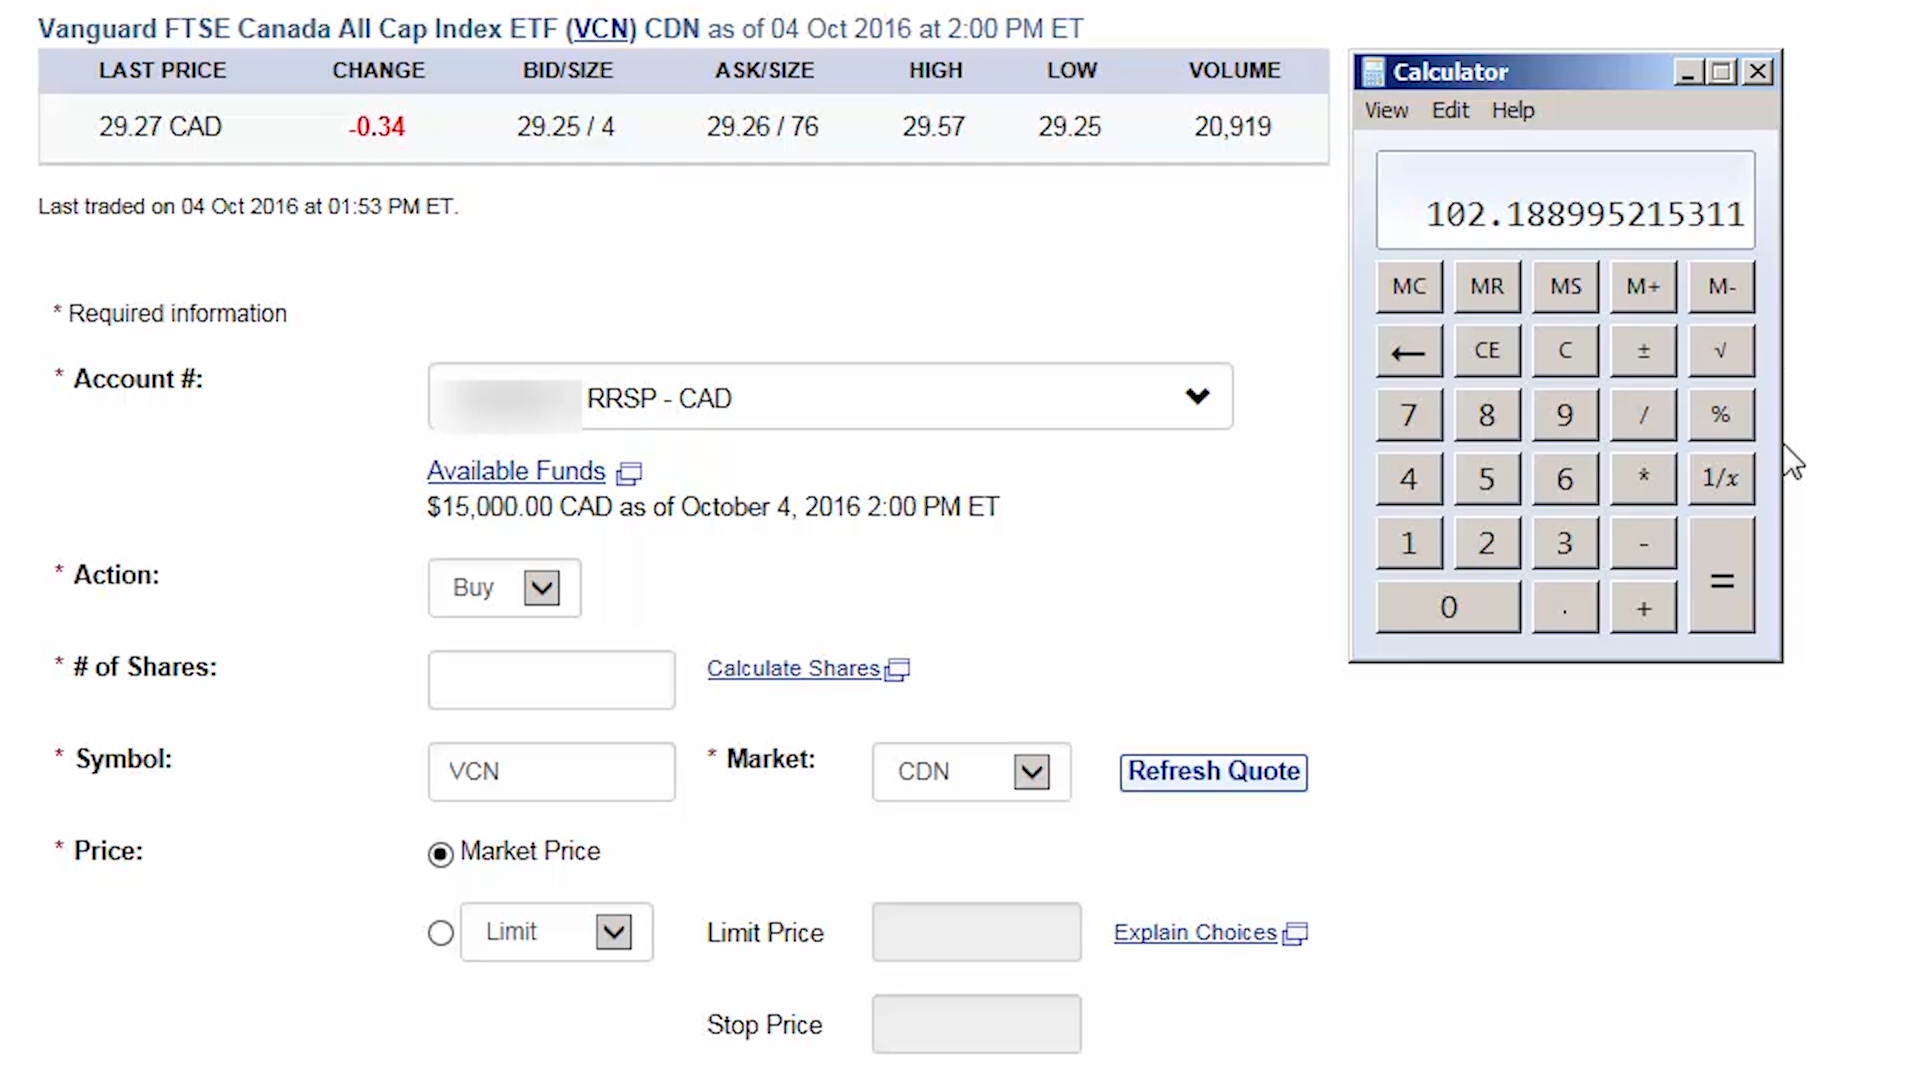 Vanguard FTSE Canada All Cap Index ETF (VCN) CDN as of 04 Oct 2016 at 2:00 PM ET
LAST PRICE CHANGE BID/SIZE ASK/SIZE HIGH LOW VOLUME
29.27 CAD -0.34 29.25 / 4 29.26 / 76 29.57 29.25 20,919
Last traded on 04 Oct 2016 at 01:53 PM ET.
* Required information
* Account #: RRSP - CAD
Available Funds
$15,000.00 CAD as of October 4, 2016 2:00 PM ET
* Action: Buy
* # of Shares: Calculate Shares
* Symbol: VCN * Market: CDN Refresh Quote
* Price: Market Price
Limit Limit Price Explain Choices
Stop Price
Calculator
View Edit Help
102.188995215311
MC MR MS M+ M-
← CE C ± √
7 8 9 / %
4 5 6 * 1/x
1 2 3 - =
0 . +